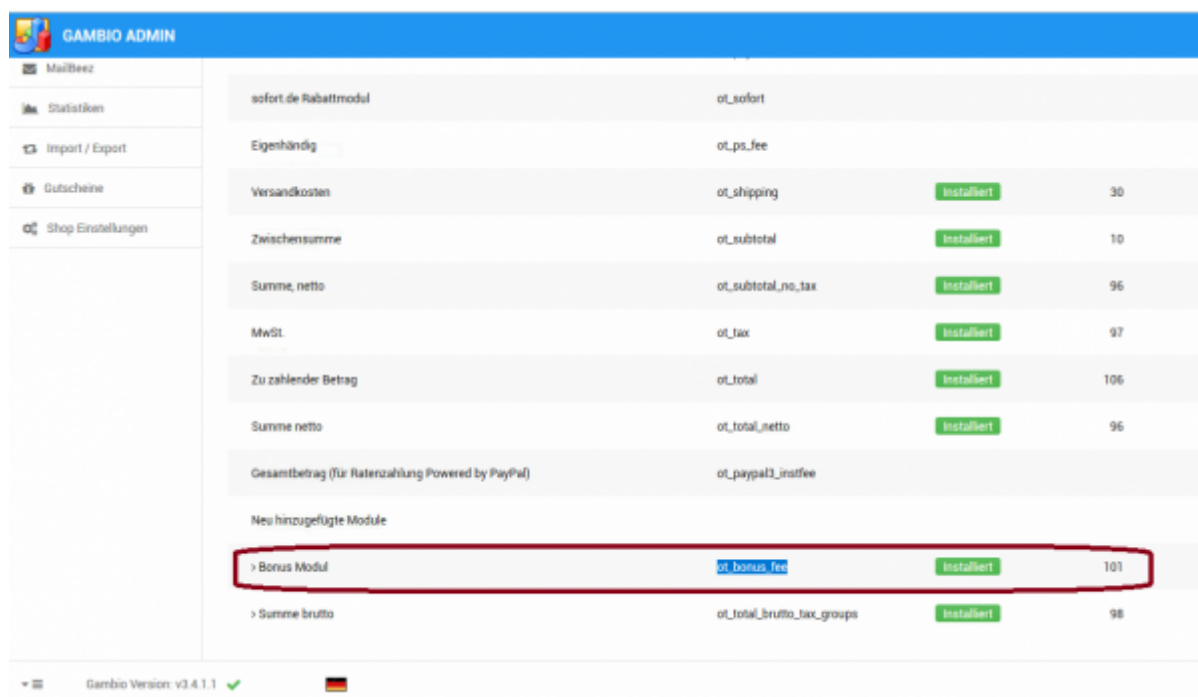 GAMBIO ADMIN
MailBeez
Statistiken
Import / Export
Gutscheine
Shop Einstellungen
sofort.de Rabattmodul ot_sofort
Eigenhändig ot_ps_fee
Versandkosten ot_shipping Installiert 30
Zwischensumme ot_subtotal Installiert 10
Summe, netto ot_subtotal_no_tax Installiert 96
MwSt. ot_tax Installiert 97
Zu zahlender Betrag ot_total Installiert 106
Summe netto ot_total_netto Installiert 96
Gesamtbetrag (für Ratenzahlung Powered by PayPal) ot_paypal3_instfee
Neu hinzugefügte Module
> Bonus Modul ot_bonus_fee Installiert 101
> Summe brutto ot_total_brutto_tax_groups Installiert 98
Gambio Version: v3.4.1.1